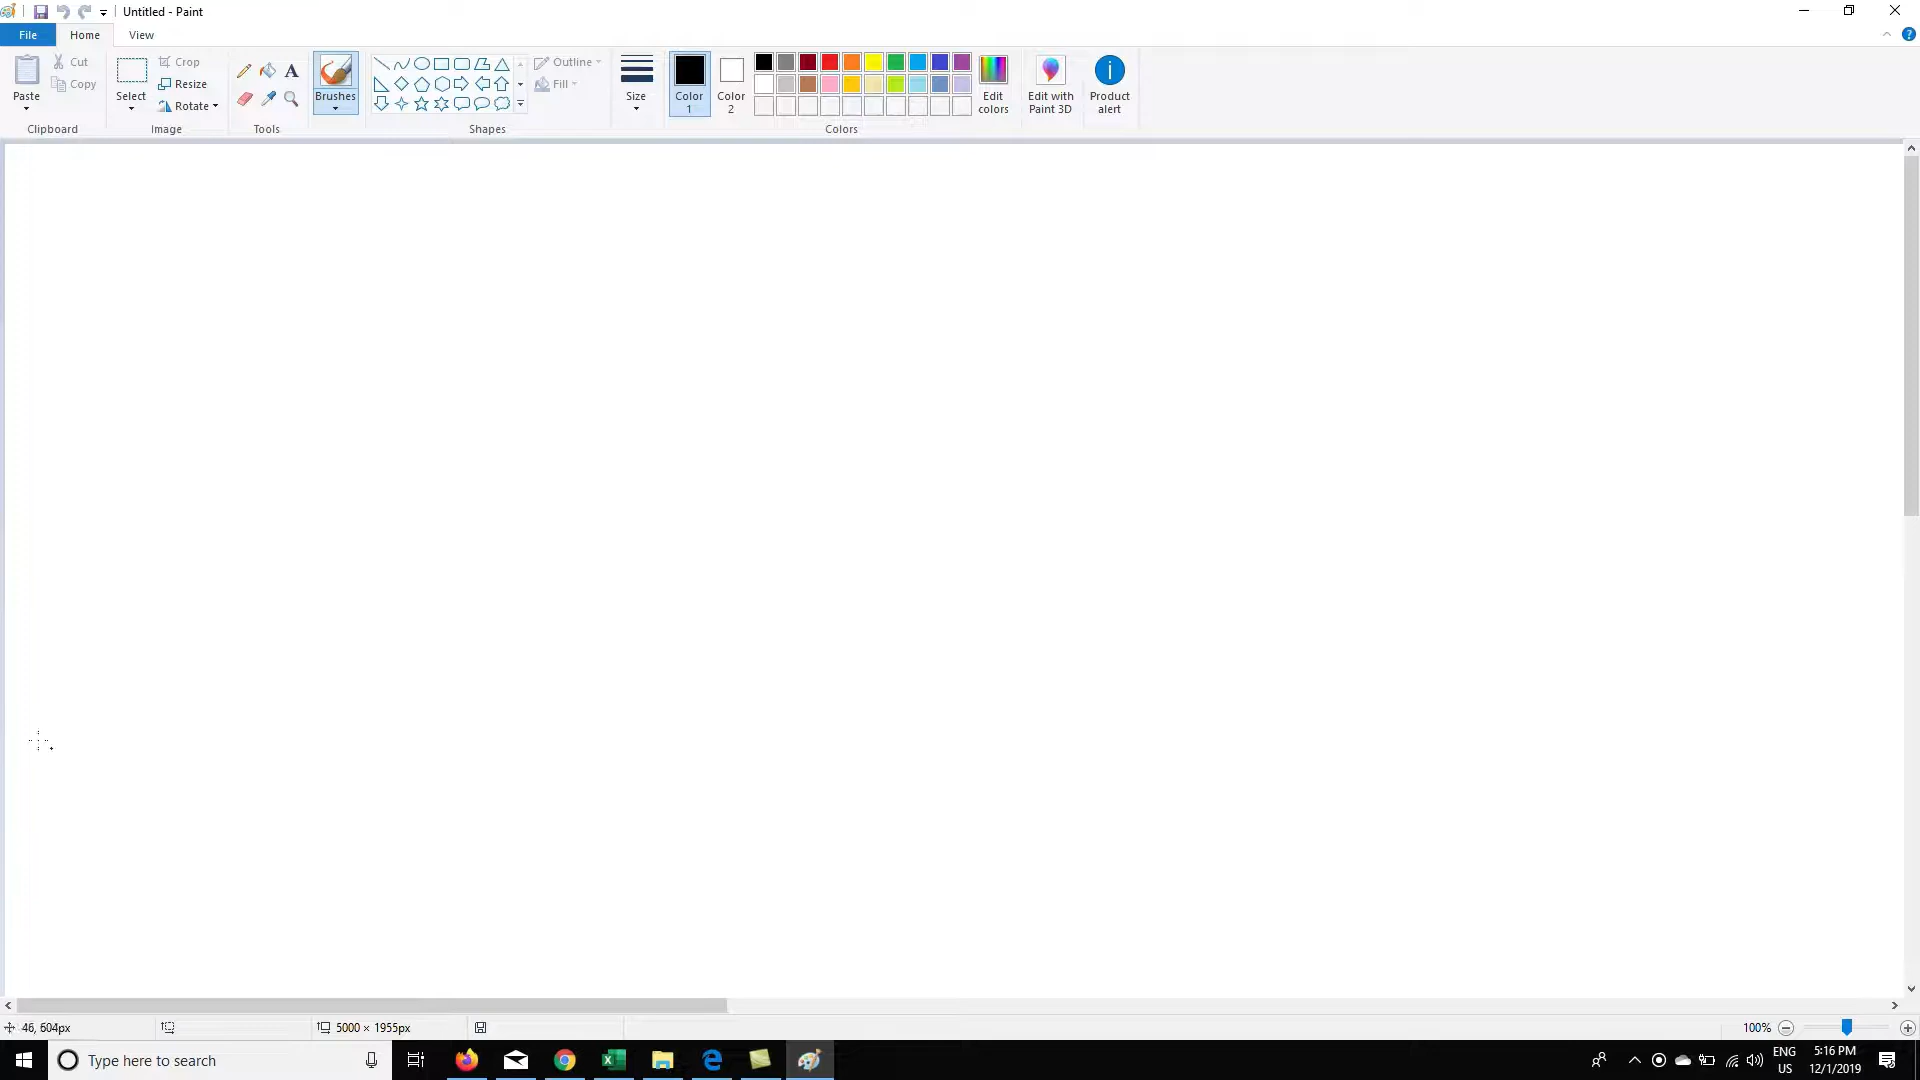 Untitled - Paint
File Home View
Paste
Cut
Copy
Clipboard
Select
Crop
Resize
Rotate
Image
A
Tools
Brushes
Shapes
Outline
Fill
Size
Color 1
Color 2
Edit colors
Colors
Edit with Paint 3D
Product alert
46, 604px
5000 × 1955px
100%
Type here to search
ENG US
5:16 PM
12/1/2019